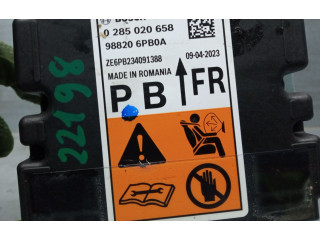 BOSCH
0 285 020 658
98820 6PB0A
ZE6PB234091388
09-04-2023
MADE IN ROMANIA
P B FR
22198